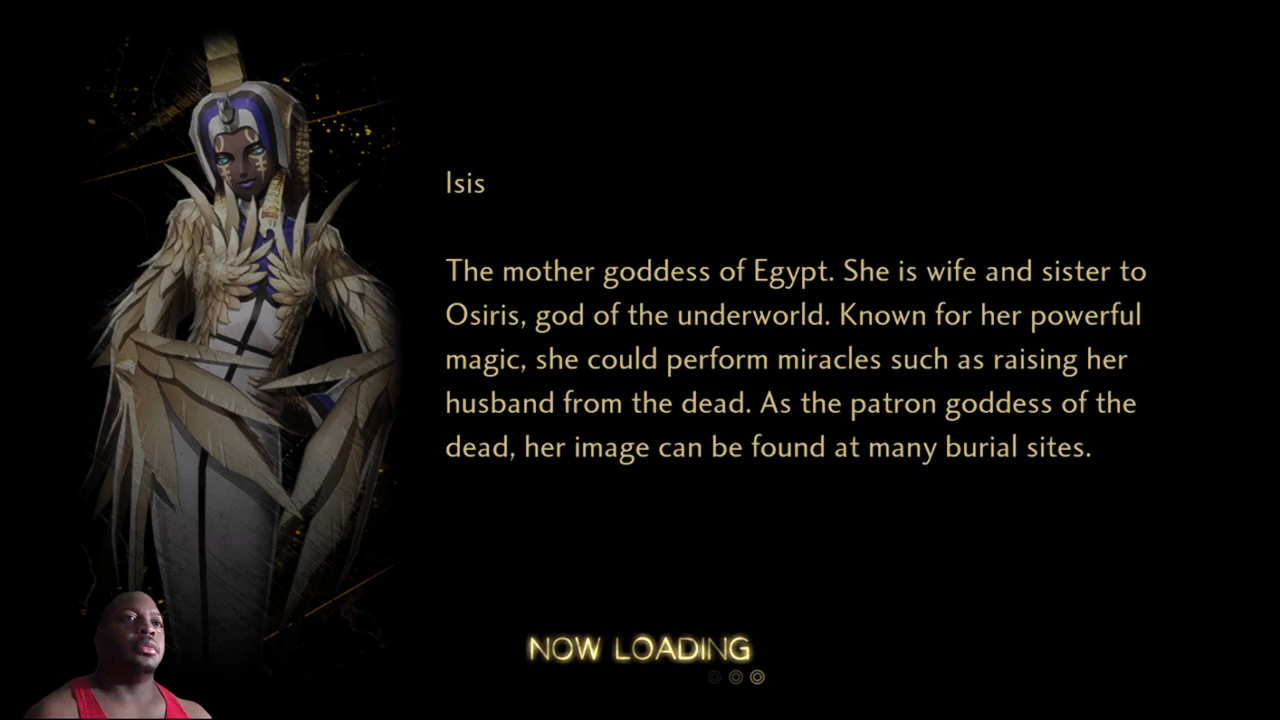 Isis
The mother goddess of Egypt. She is wife and sister to
Osiris, god of the underworld. Known for her powerful
magic, she could perform miracles such as raising her
husband from the dead. As the patron goddess of the
dead, her image can be found at many burial sites.
NOW LOADING